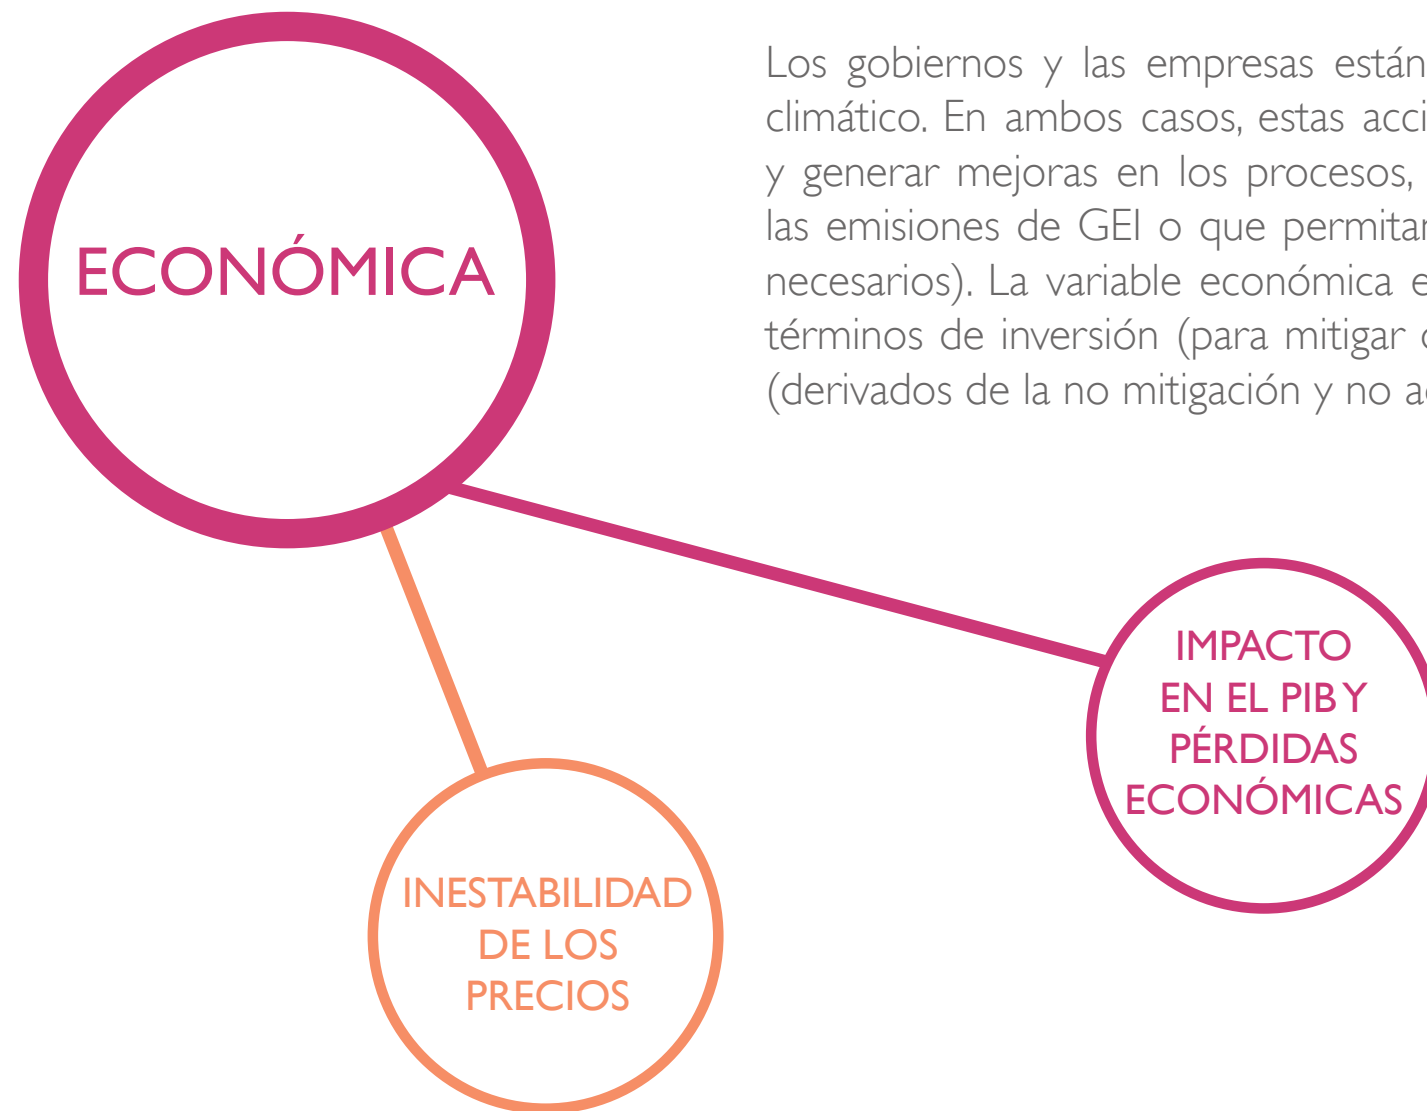 ECONÓMICA
Los gobiernos y las empresas están
climático. En ambos casos, estas
y generar mejoras en los procesos,
las emisiones de GEI o que
necesarios). La variable económica
términos de inversión (para mitigar
(derivados de la no mitigación y no
IMPACTO
EN EL PIB Y
PÉRDIDAS
ECONÓMICAS
INESTABILIDAD
DE LOS
PRECIOS